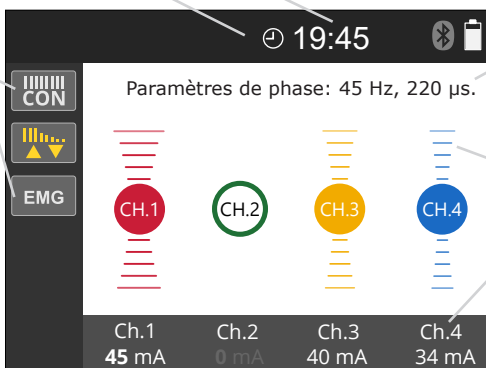 19:45
CON
Paramètres de phase: 45 Hz, 220 µs.
EMG
CH.1 CH.2 CH.3 CH.4
Ch.1 Ch.2 Ch.3 Ch.4
45 mA 0 mA 40 mA 34 mA